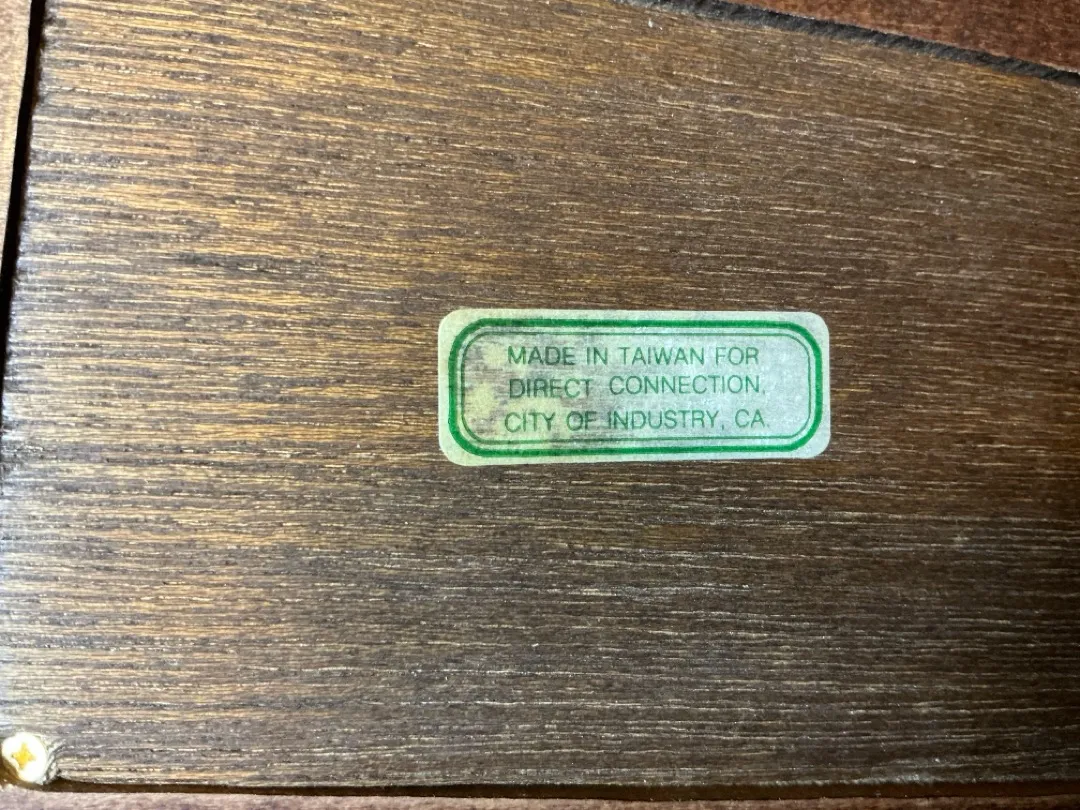 MADE IN TAIWAN FOR
DIRECT CONNECTION,
CITY OF INDUSTRY, CA.